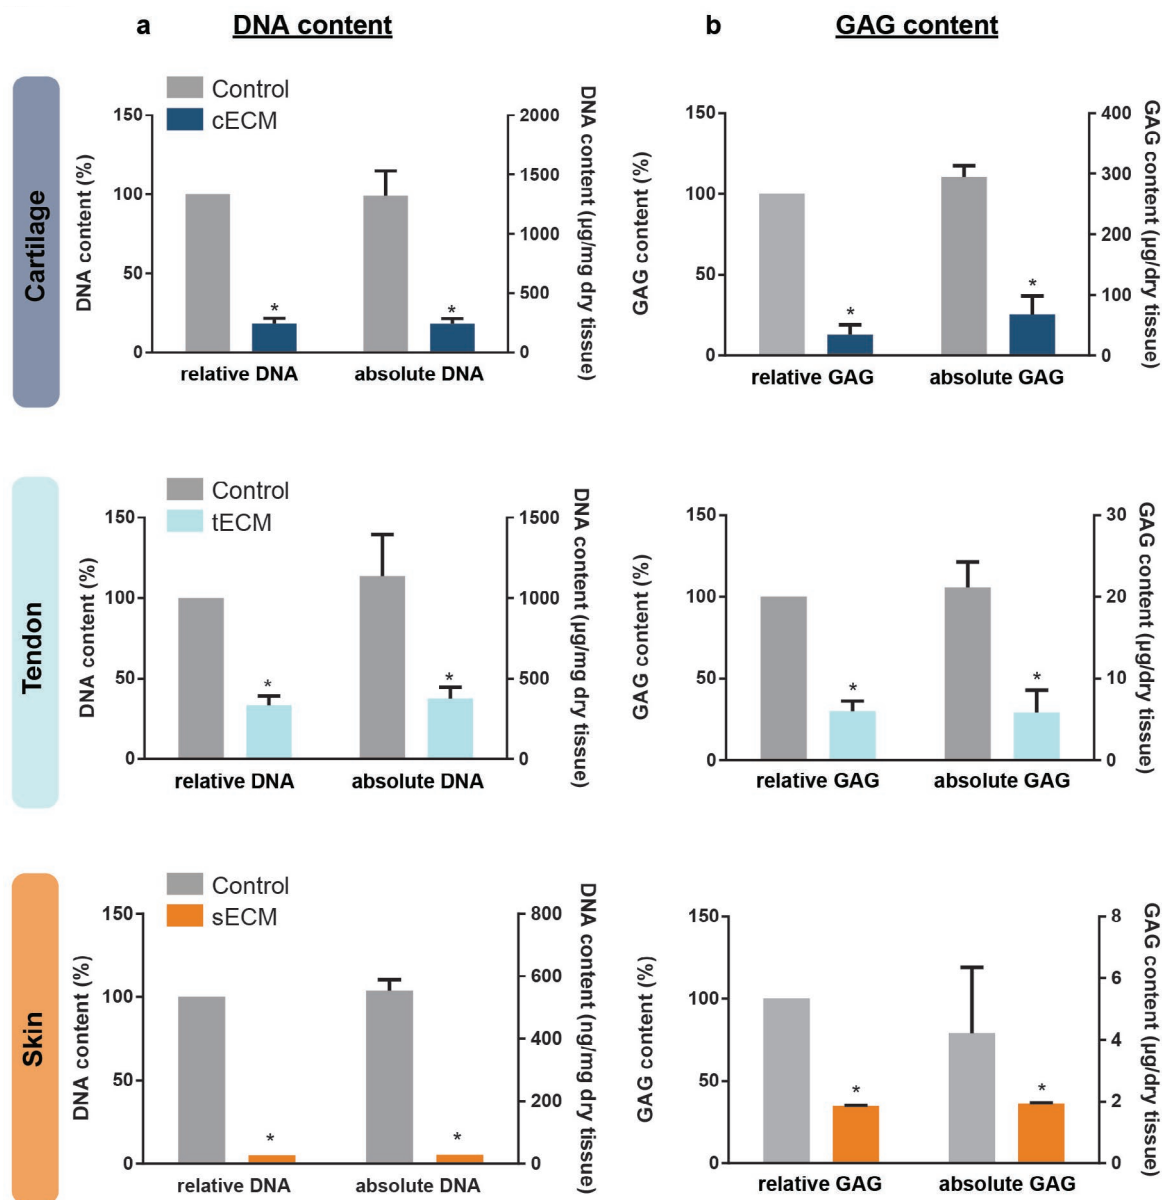 a DNA content
b GAG content
Cartilage
Control
cECM
DNA content (%)
150
100
50
0
relative DNA
absolute DNA
2000
1500
1000
500
0
DNA content (µg/mg dry tissue)
GAG content (%)
150
100
50
0
*
*
*
*
relative GAG
absolute GAG
400
300
200
100
0
GAG content (µg/dry tissue)
Tendon
Control
tECM
DNA content (%)
150
100
50
0
*
*
relative DNA
absolute DNA
1500
1000
500
0
DNA content (µg/mg dry tissue)
GAG content (%)
150
100
50
0
*
*
relative GAG
absolute GAG
30
20
10
0
GAG content (µg/dry tissue)
Skin
Control
sECM
DNA content (%)
150
100
50
0
*
*
relative DNA
absolute DNA
800
600
400
200
0
DNA content (ng/mg dry tissue)
GAG content (%)
150
100
50
0
*
*
relative GAG
absolute GAG
8
6
4
2
0
GAG content (µg/dry tissue)